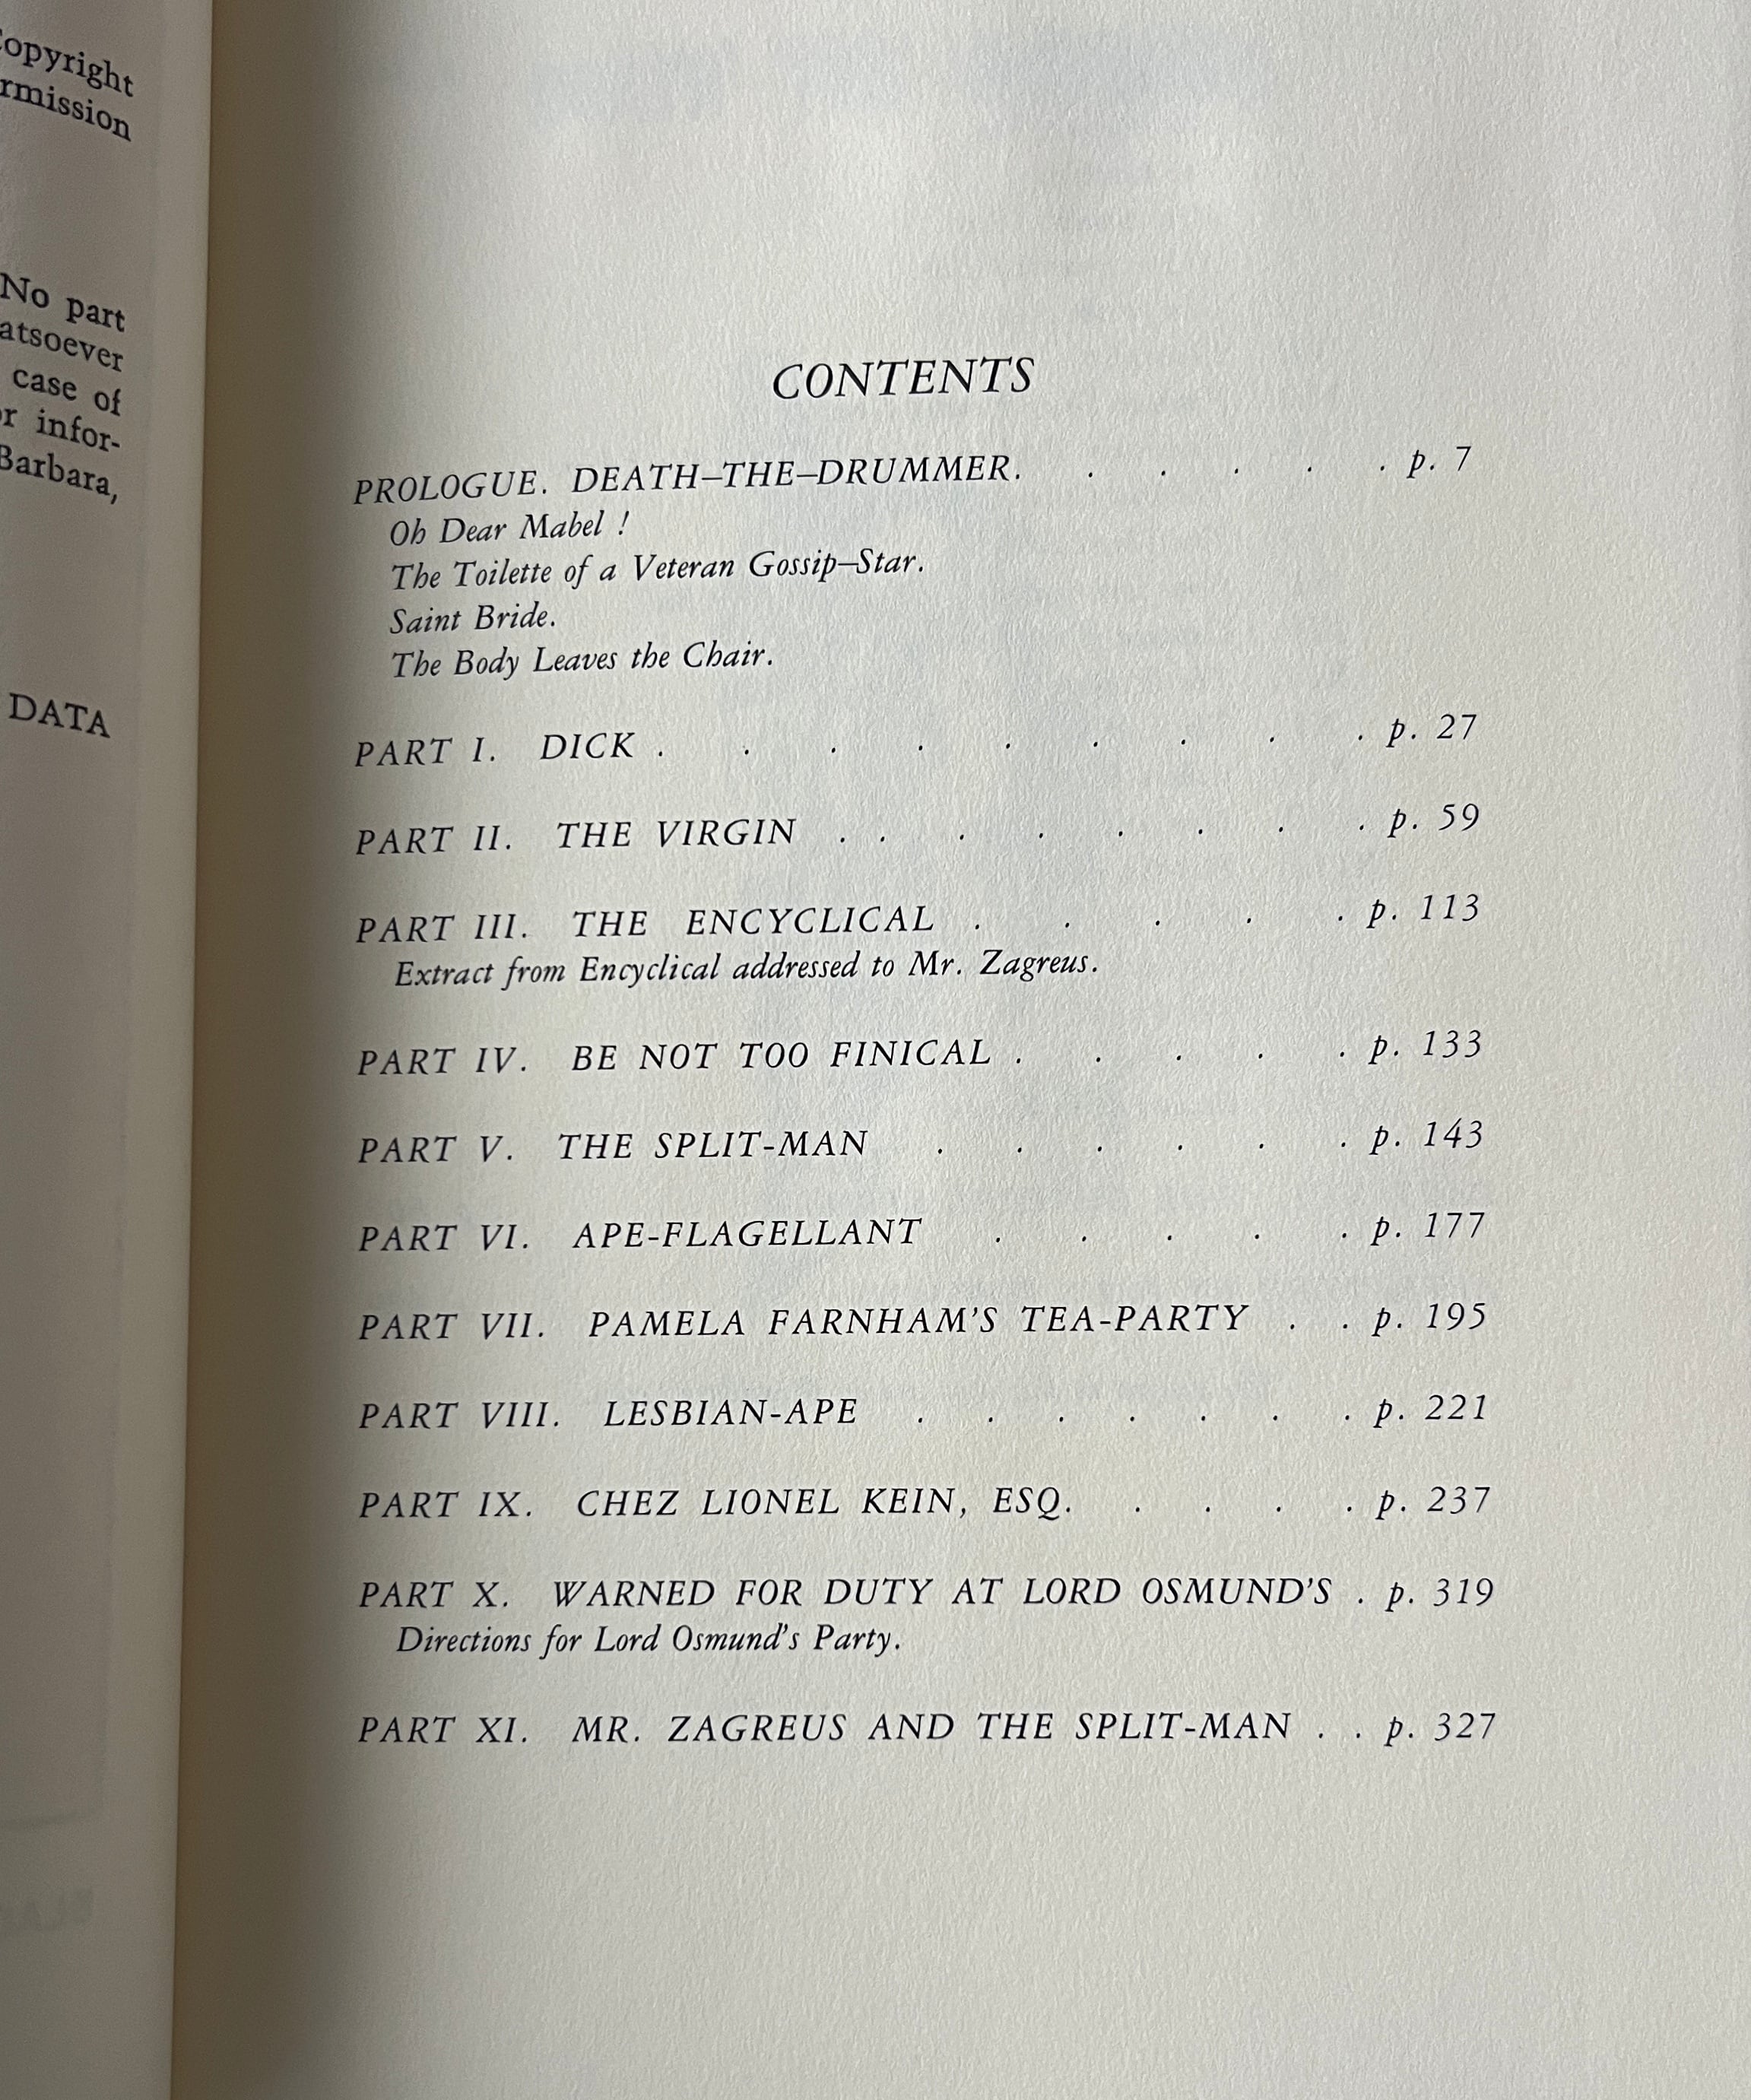 Copyright
rmission
No part
atsoever
case of
or infor-
Barbara,
DATA
CONTENTS
PROLOGUE. DEATH–THE–DRUMMER. . . . . . p. 7
Oh Dear Mabel !
The Toilette of a Veteran Gossip–Star.
Saint Bride.
The Body Leaves the Chair.
PART I. DICK . . . . . . . . . p. 27
PART II. THE VIRGIN . . . . . . . . p. 59
PART III. THE ENCYCLICAL . . . . . p. 113
Extract from Encyclical addressed to Mr. Zagreus.
PART IV. BE NOT TOO FINICAL . . . . . p. 133
PART V. THE SPLIT-MAN . . . . . . p. 143
PART VI. APE-FLAGELLANT . . . . . p. 177
PART VII. PAMELA FARNHAM'S TEA-PARTY . . p. 195
PART VIII. LESBIAN-APE . . . . . . . p. 221
PART IX. CHEZ LIONEL KEIN, ESQ. . . . . p. 237
PART X. WARNED FOR DUTY AT LORD OSMUND'S . p. 319
Directions for Lord Osmund's Party.
PART XI. MR. ZAGREUS AND THE SPLIT-MAN . . p. 327